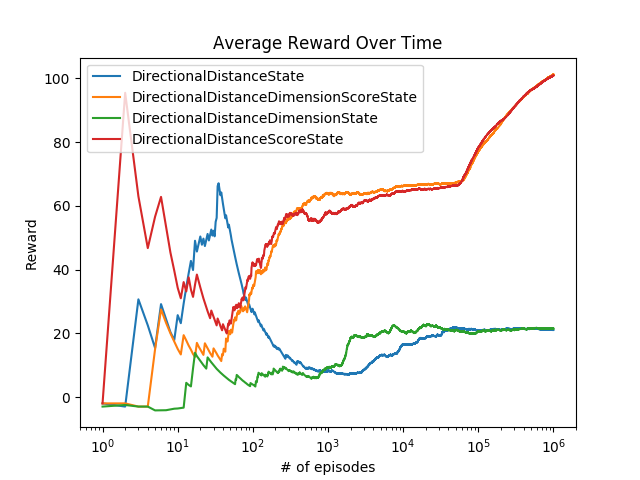 Average Reward Over Time
DirectionalDistanceState
DirectionalDistanceDimensionScoreState
DirectionalDistanceDimensionState
DirectionalDistanceScoreState
Reward
100
80
60
40
20
0
10⁰ 10¹ 10² 10³ 10⁴ 10⁵ 10⁶
# of episodes